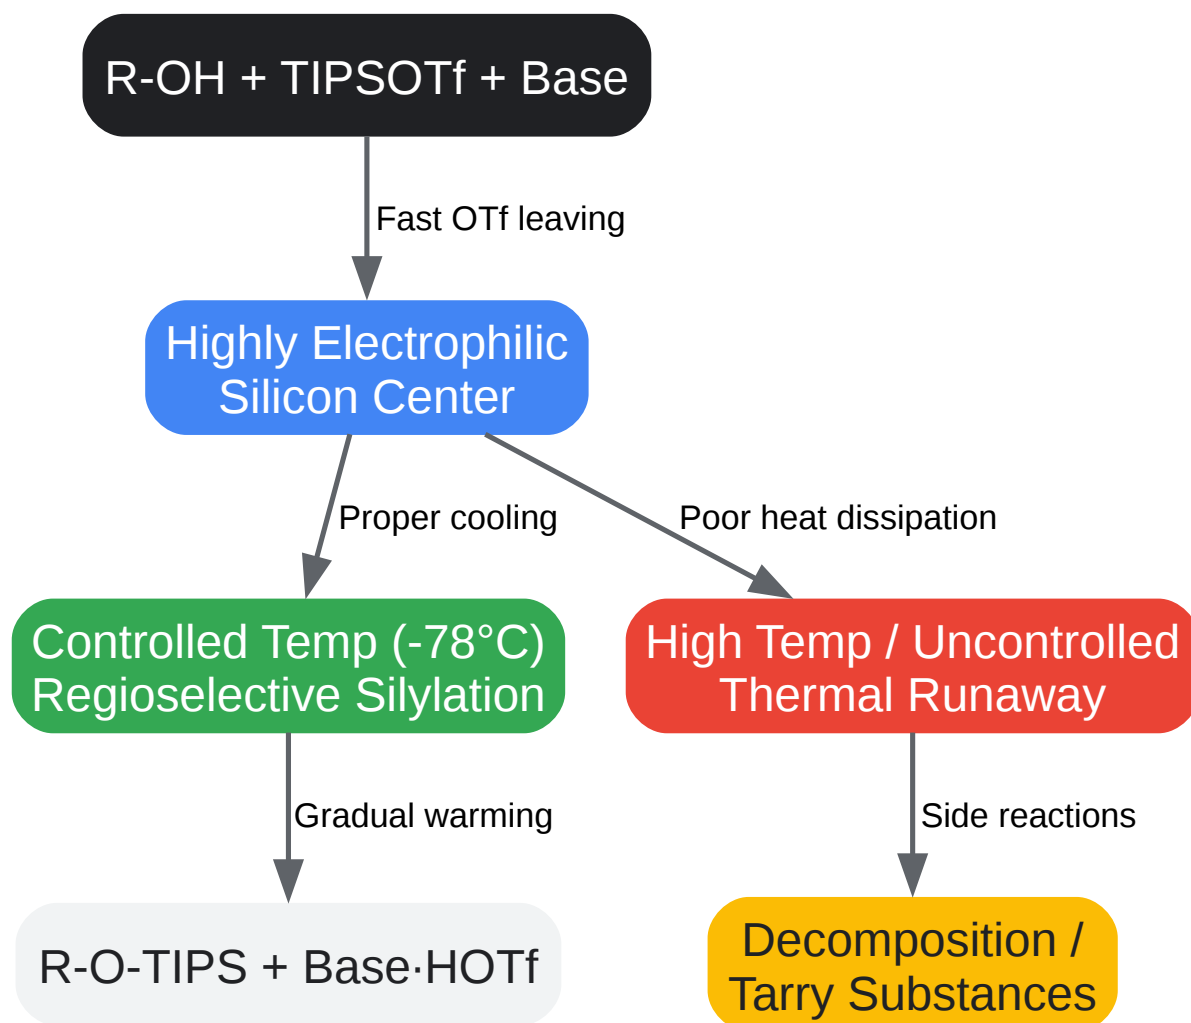 R-OH + TIPSOTf + Base
Fast OTf leaving
Highly Electrophilic
Silicon Center
Proper cooling
Poor heat dissipation
Controlled Temp (-78°C)
Regioselective Silylation
High Temp / Uncontrolled
Thermal Runaway
Gradual warming
Side reactions
R-O-TIPS + Base·HOTf
Decomposition /
Tarry Substances